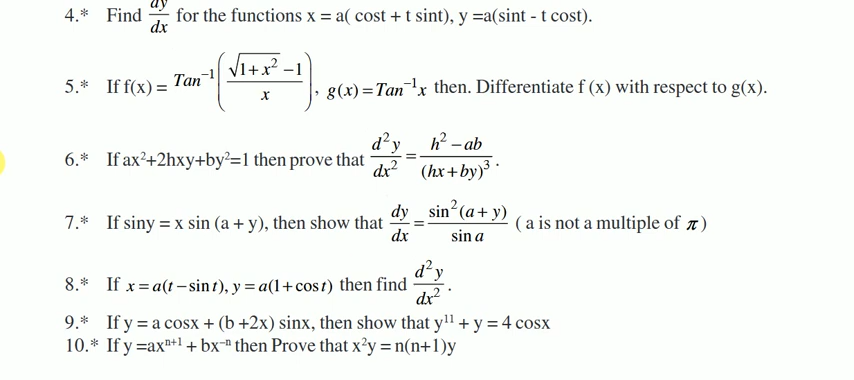 4.* Find dy/dx for the functions x = a( cost + t sint), y =a(sint - t cost).
5.* If f(x) = Tan⁻¹((√(1+x²) −1)/x), g(x)=Tan⁻¹x then. Differentiate f (x) with respect to g(x).
6.* If ax²+2hxy+by²=1 then prove that d²y/dx² = (h² − ab)/(hx+by)³ .
7.* If siny = x sin (a + y), then show that dy/dx = sin²(a+y)/sin a ( a is not a multiple of π )
8.* If x = a(t − sin t), y = a(1+cos t) then find d²y/dx² .
9.* If y = a cosx + (b +2x) sinx, then show that y¹¹ + y = 4 cosx
10.* If y =axⁿ⁺¹ + bx⁻ⁿ then Prove that x²y = n(n+1)y